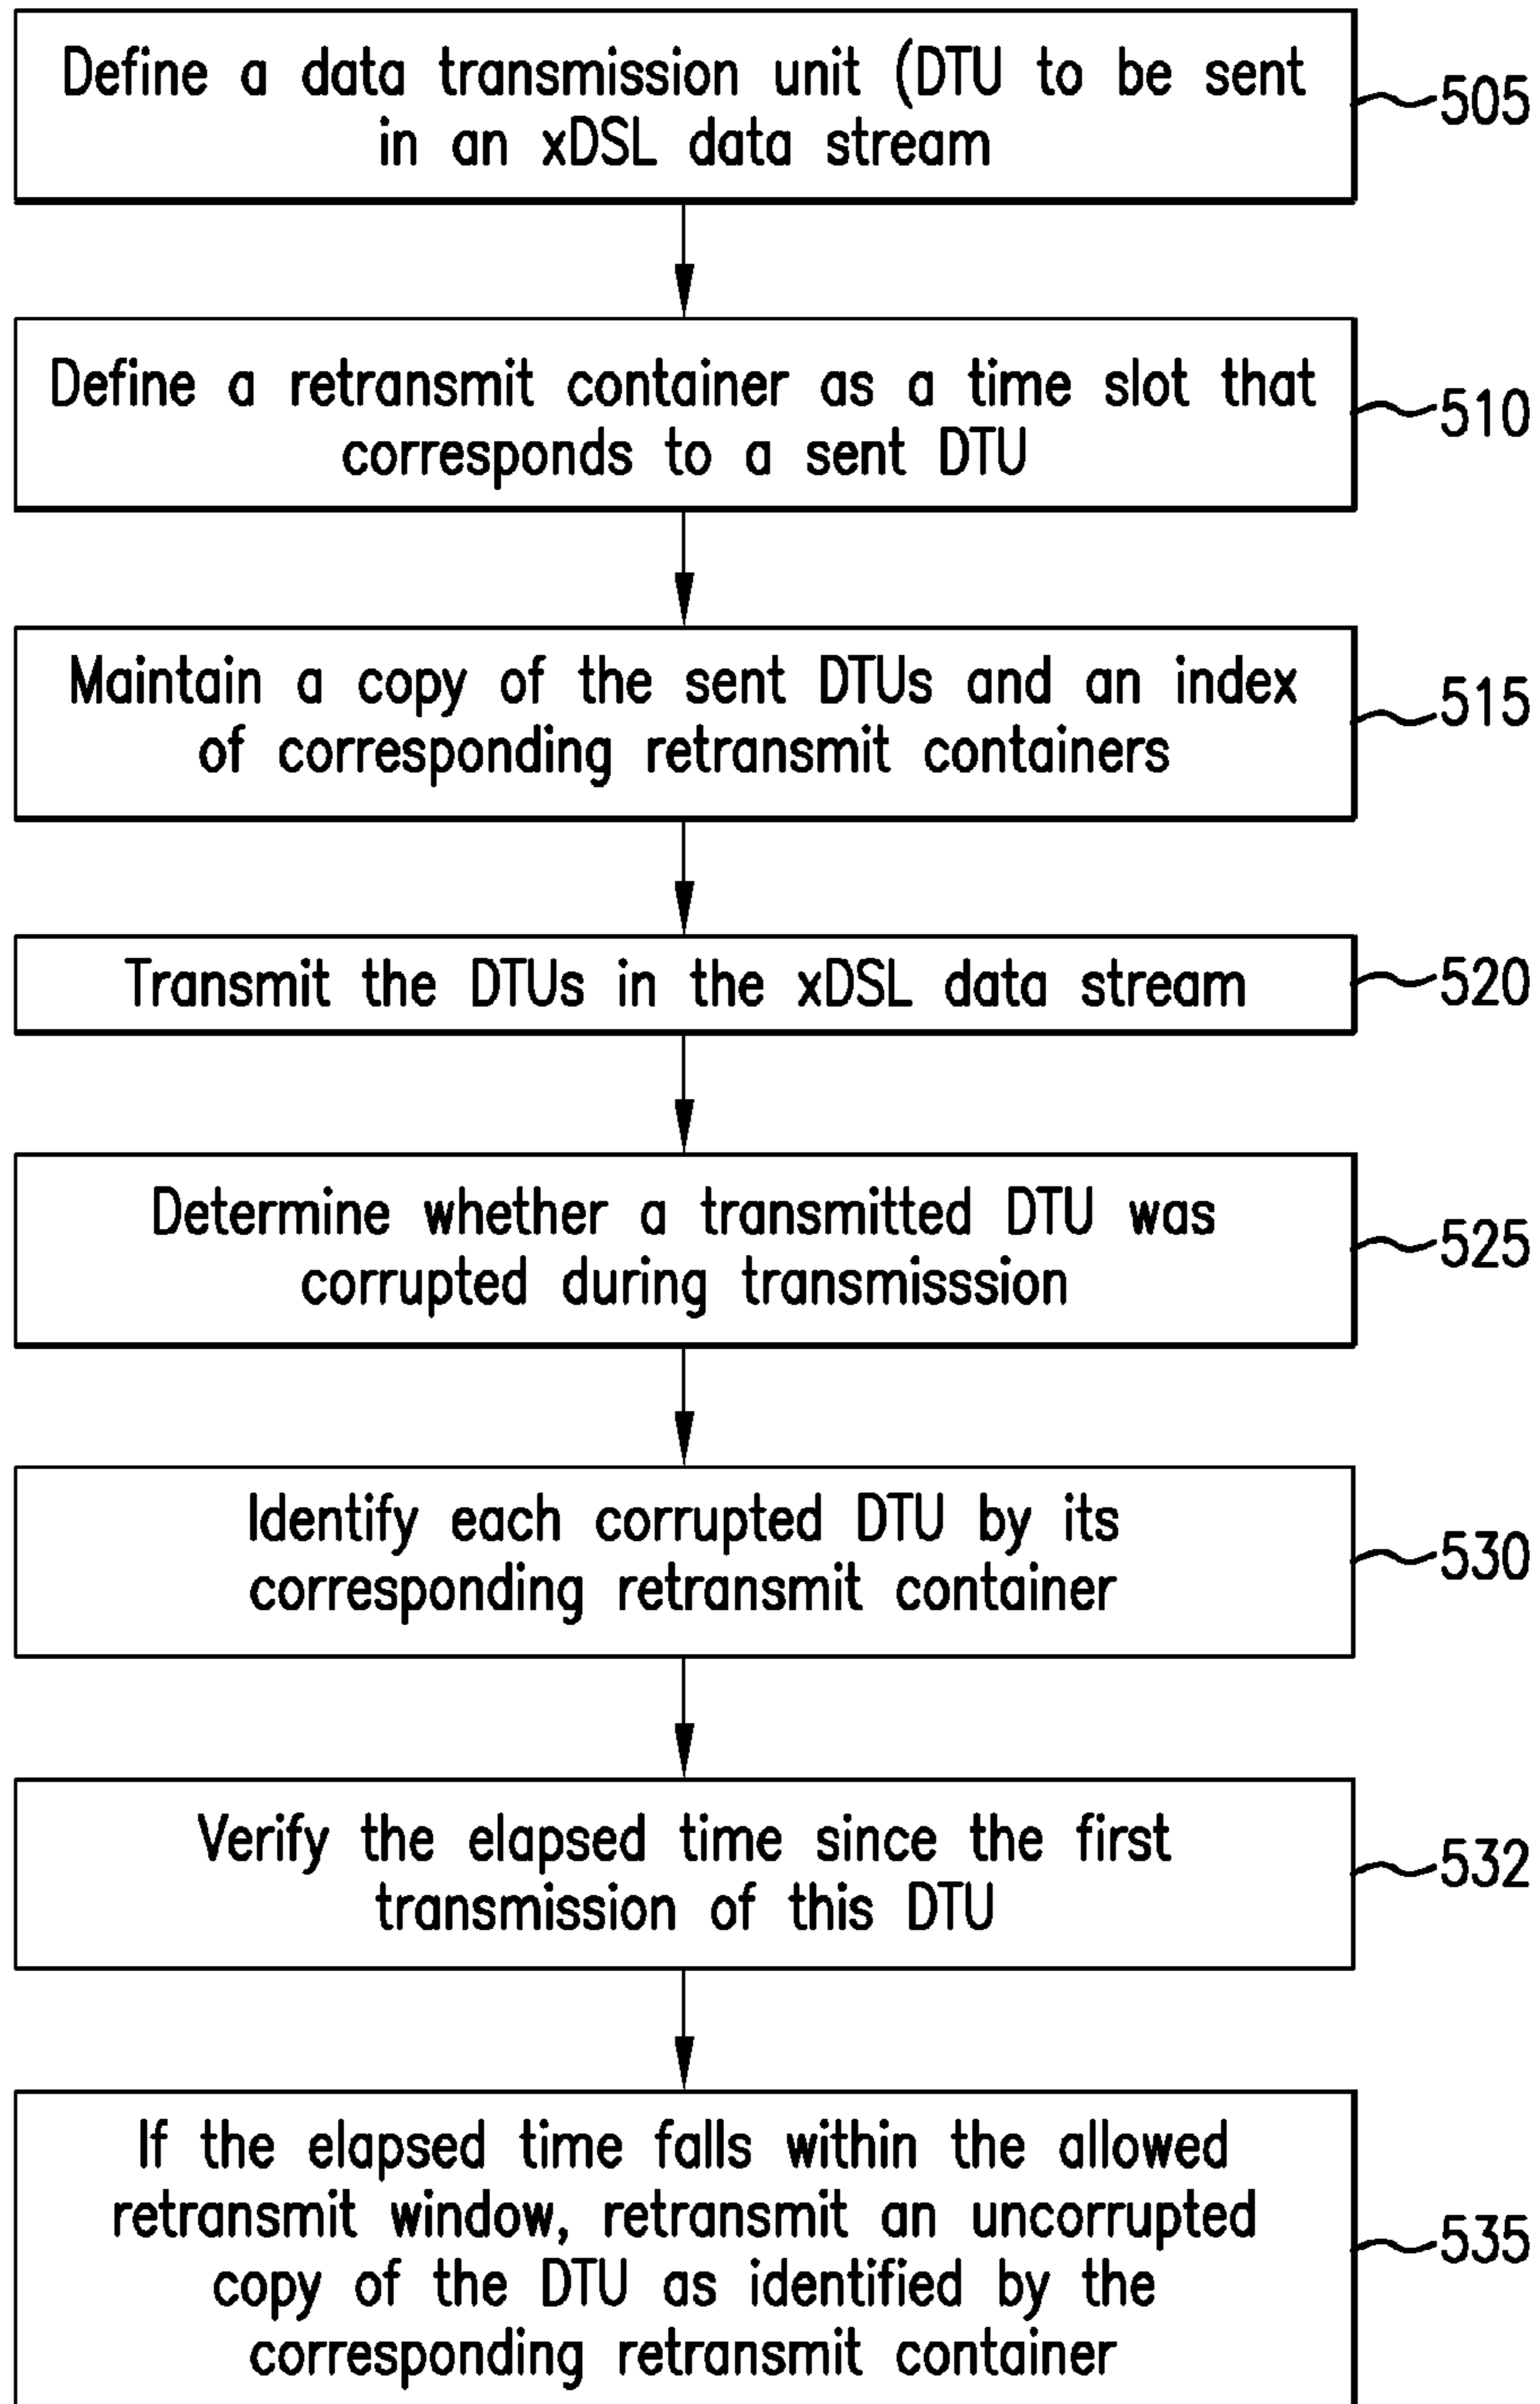 Define a data transmission unit (DTU to be sent
in an xDSL data stream
505
Define a retransmit container as a time slot that
corresponds to a sent DTU
510
Maintain a copy of the sent DTUs and an index
of corresponding retransmit containers
515
Transmit the DTUs in the xDSL data stream
520
Determine whether a transmitted DTU was
corrupted during transmisssion
525
Identify each corrupted DTU by its
corresponding retransmit container
530
Verify the elapsed time since the first
transmission of this DTU
532
If the elapsed time falls within the allowed
retransmit window, retransmit an uncorrupted
copy of the DTU as identified by the
corresponding retransmit container
535